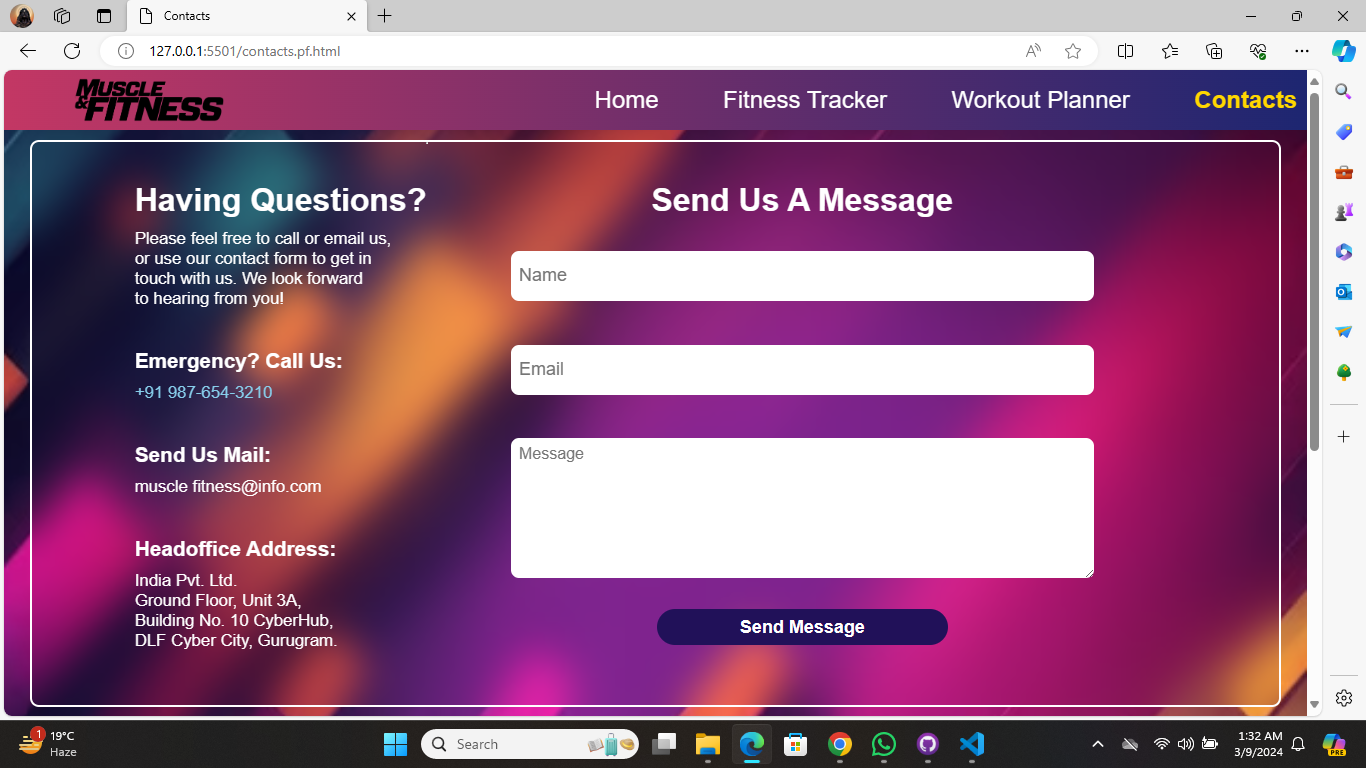 Contacts
127.0.0.1:5501/contacts.pf.html
MUSCLE
&FITNESS
Home
Fitness Tracker
Workout Planner
Contacts
Having Questions?
Please feel free to call or email us,
or use our contact form to get in
touch with us. We look forward
to hearing from you!
Emergency? Call Us:
+91 987-654-3210
Send Us Mail:
muscle fitness@info.com
Headoffice Address:
India Pvt. Ltd.
Ground Floor, Unit 3A,
Building No. 10 CyberHub,
DLF Cyber City, Gurugram.
Send Us A Message
Name
Email
Message
Send Message
1
19°C
Haze
Search
1:32 AM
3/9/2024
PRE